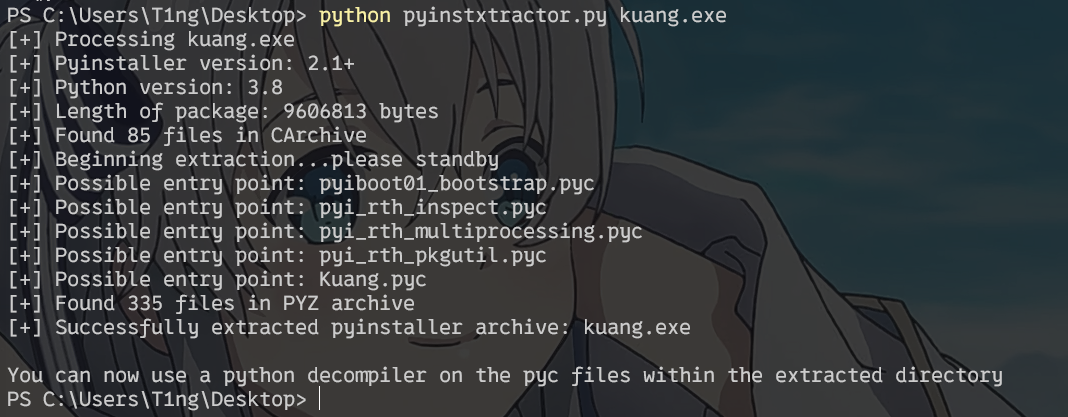 PS C:\Users\T1ng\Desktop> python pyinstxtractor.py kuang.exe
[+] Processing kuang.exe
[+] Pyinstaller version: 2.1+
[+] Python version: 3.8
[+] Length of package: 9606813 bytes
[+] Found 85 files in CArchive
[+] Beginning extraction...please standby
[+] Possible entry point: pyiboot01_bootstrap.pyc
[+] Possible entry point: pyi_rth_inspect.pyc
[+] Possible entry point: pyi_rth_multiprocessing.pyc
[+] Possible entry point: pyi_rth_pkgutil.pyc
[+] Possible entry point: Kuang.pyc
[+] Found 335 files in PYZ archive
[+] Successfully extracted pyinstaller archive: kuang.exe
You can now use a python decompiler on the pyc files within the extracted directory
PS C:\Users\T1ng\Desktop>